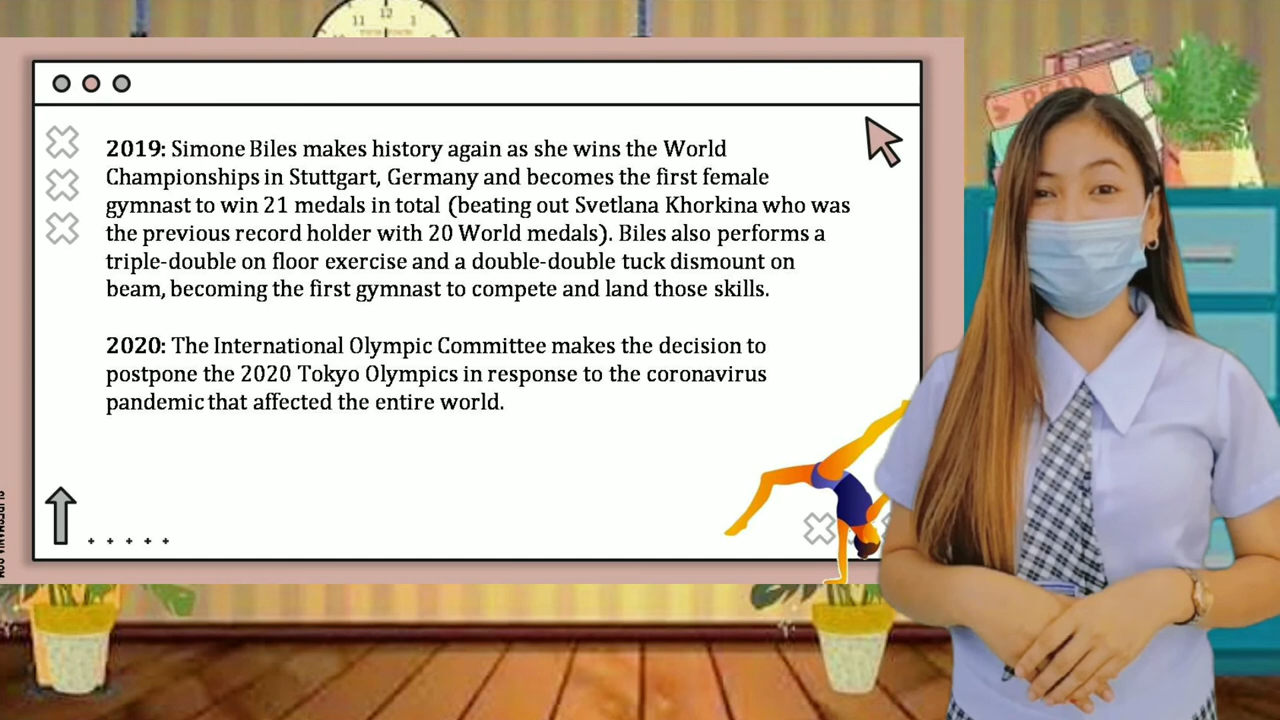 11 12 1
READ
2019: Simone Biles makes history again as she wins the World
Championships in Stuttgart, Germany and becomes the first female
gymnast to win 21 medals in total (beating out Svetlana Khorkina who was
the previous record holder with 20 World medals). Biles also performs a
triple-double on floor exercise and a double-double tuck dismount on
beam, becoming the first gymnast to compete and land those skills.
2020: The International Olympic Committee makes the decision to
postpone the 2020 Tokyo Olympics in response to the coronavirus
pandemic that affected the entire world.